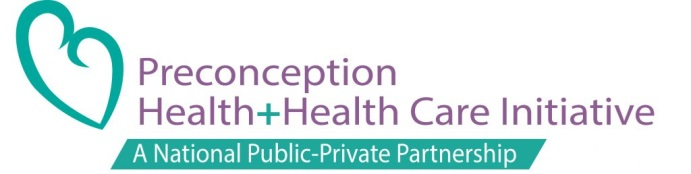 Preconception
Health+Health Care Initiative
A National Public-Private Partnership